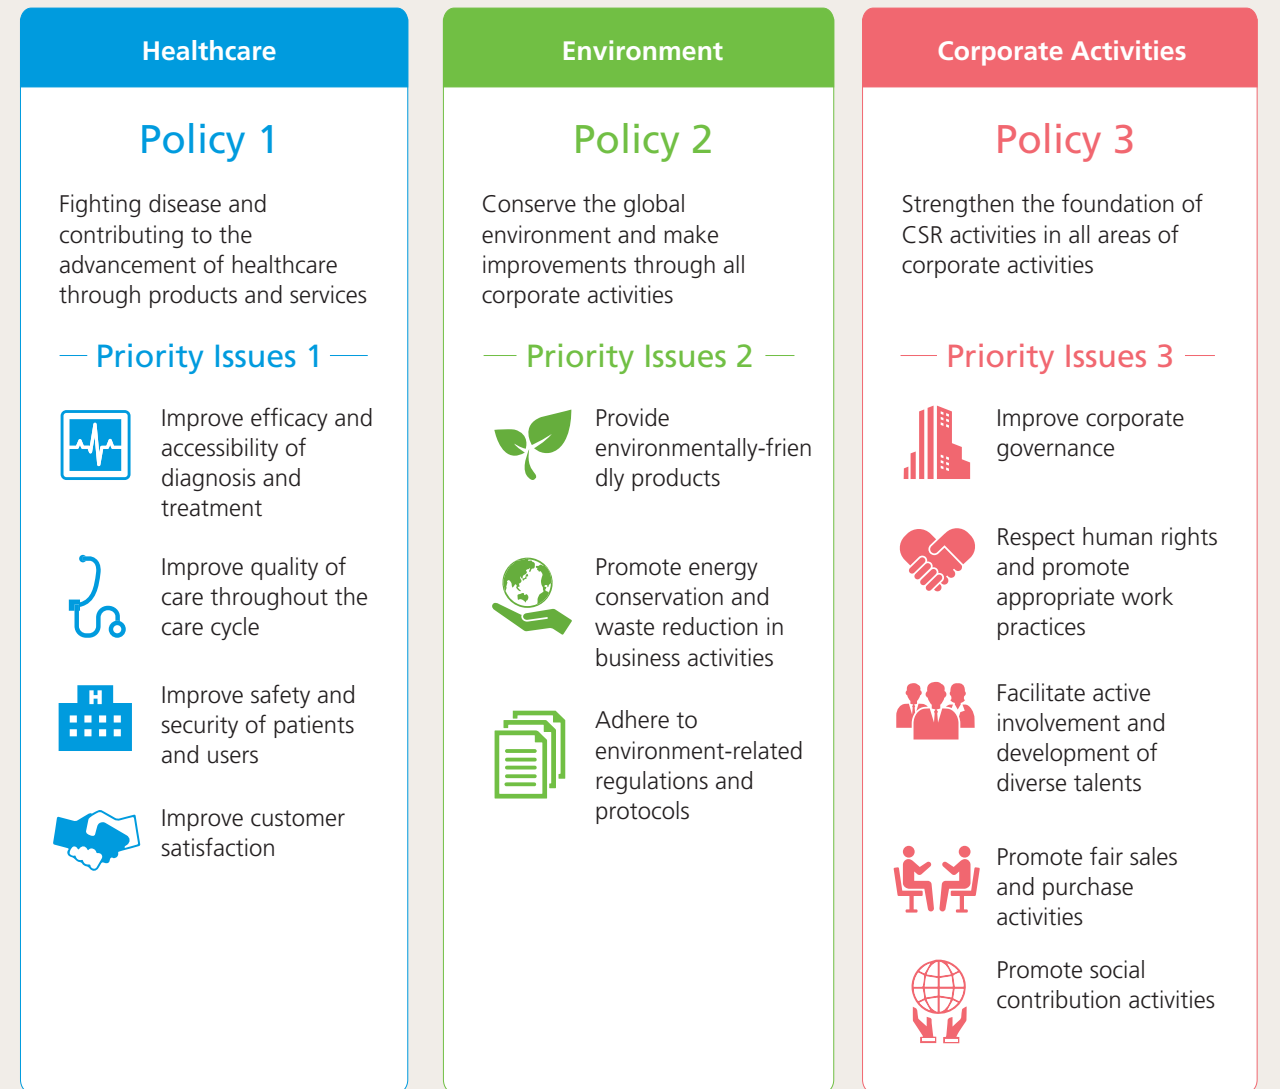 Healthcare
Policy 1
Fighting disease and
contributing to the
advancement of healthcare
through products and services
Priority Issues 1
Improve efficacy and
accessibility of
diagnosis and
treatment
Improve quality of
care throughout the
care cycle
H
Improve safety and
security of patients
and users
Improve customer
satisfaction
Environment
Policy 2
Conserve the global
environment and make
improvements through all
corporate activities
Priority Issues 2
Provide
environmentally-frien
dly products
Promote energy
conservation and
waste reduction in
business activities
Adhere to
environment-related
regulations and
protocols
Corporate Activities
Policy 3
Strengthen the foundation of
CSR activities in all areas of
corporate activities
Priority Issues 3
Improve corporate
governance
Respect human rights
and promote
appropriate work
practices
Facilitate active
involvement and
development of
diverse talents
Promote fair sales
and purchase
activities
Promote social
contribution activities